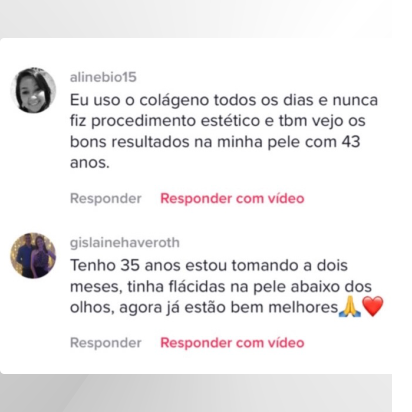 alinebio15
Eu uso o colágeno todos os dias e nunca
fiz procedimento estético e tbm vejo os
bons resultados na minha pele com 43
anos.
Responder Responder com vídeo
gislainehaveroth
Tenho 35 anos estou tomando a dois
meses, tinha flácidas na pele abaixo dos
olhos, agora já estão bem melhores🙏❤️
Responder Responder com vídeo